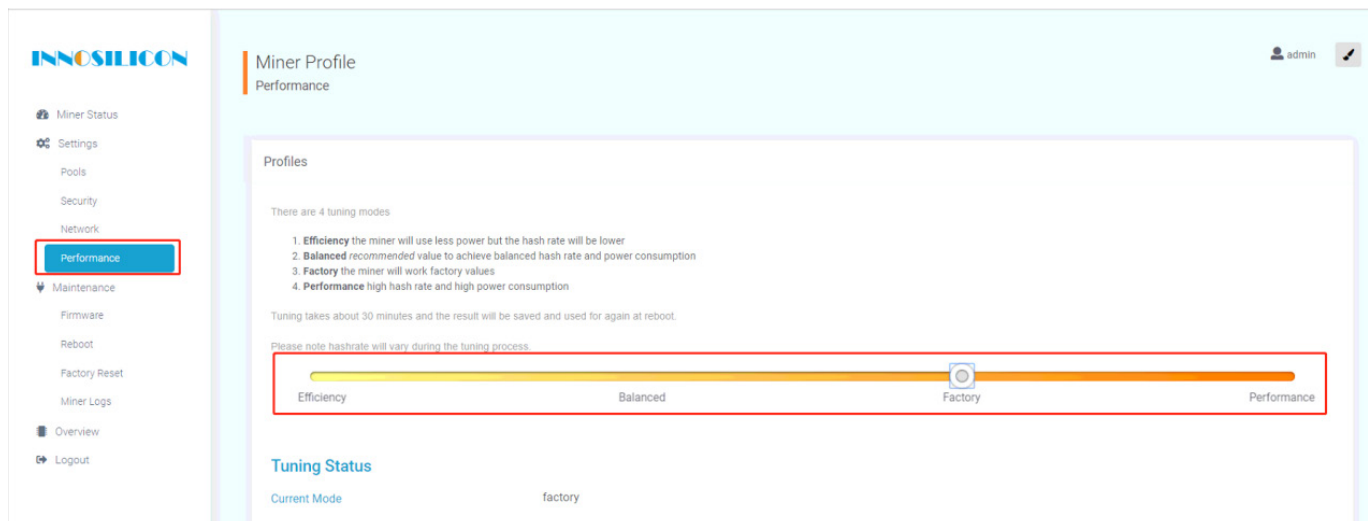 INNOSILICON
Miner Status
Settings
Pools
Security
Network
Performance
Maintenance
Firmware
Reboot
Factory Reset
Miner Logs
Overview
Logout
Miner Profile
Performance
admin
Profiles
There are 4 tuning modes
1. Efficiency the miner will use less power but the hash rate will be lower
2. Balanced recommended value to achieve balanced hash rate and power consumption
3. Factory the miner will work factory values
4. Performance high hash rate and high power consumption
Tuning takes about 30 minutes and the result will be saved and used for again at reboot.
Please note hashrate will vary during the tuning process.
Efficiency Balanced Factory Performance
Tuning Status
Current Mode factory